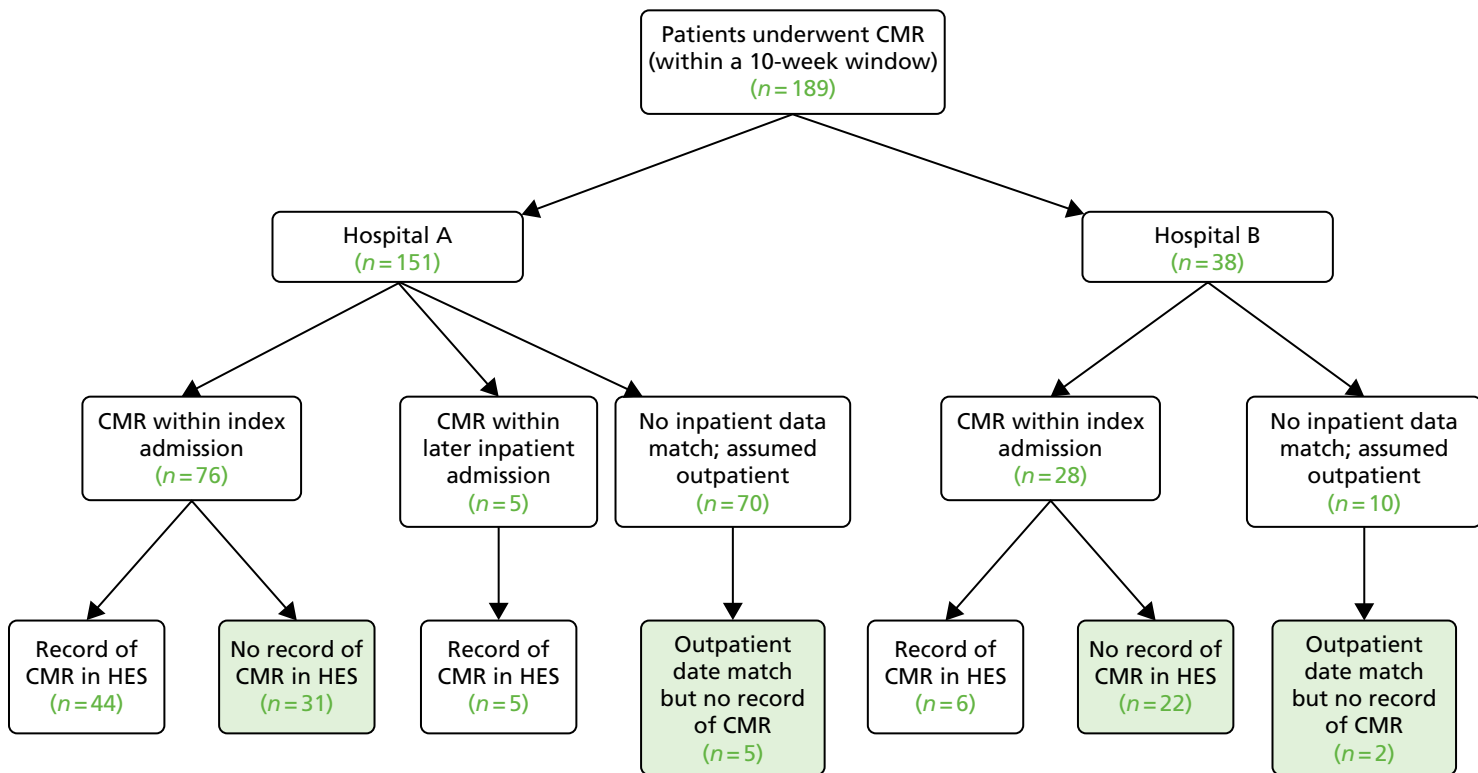 Patients underwent CMR
(within a 10-week window)
(n=189)
Hospital A
(n=151)
Hospital B
(n=38)
CMR within index
admission
(n=76)
CMR within
later inpatient
admission
(n=5)
No inpatient data
match; assumed
outpatient
(n=70)
CMR within index
admission
(n=28)
No inpatient data
match; assumed
outpatient
(n=10)
Record of
CMR in HES
(n=44)
No record of
CMR in HES
(n=31)
Record of
CMR in HES
(n=5)
Outpatient
date match
but no record
of CMR
(n=5)
Record of
CMR in HES
(n=6)
No record of
CMR in HES
(n=22)
Outpatient
date match
but no record
of CMR
(n=2)